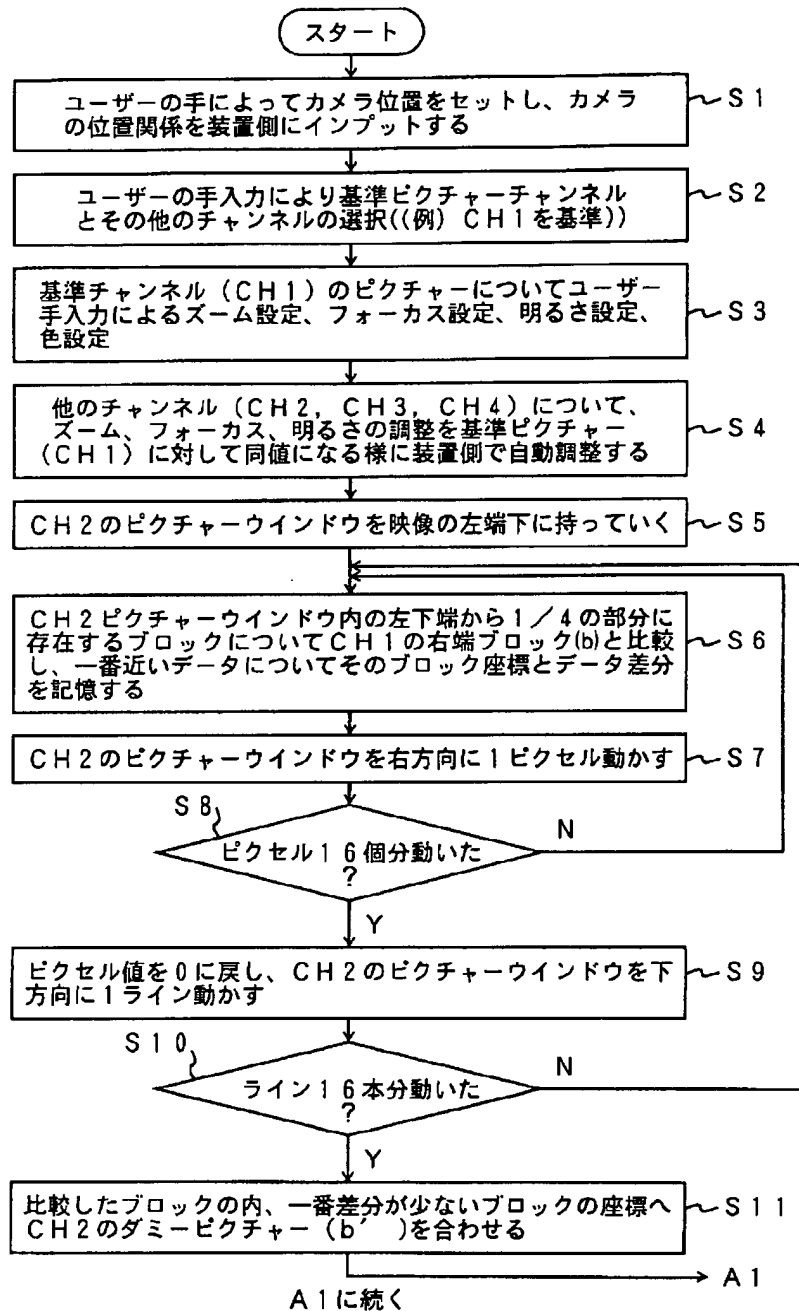 スタート
ユーザーの手によってカメラ位置をセットし、カメラ
の位置関係を装置側にインプットする
S1
ユーザーの手入力により基準ピクチャーチャンネル
とその他のチャンネルの選択((例) CH1を基準))
S2
基準チャンネル(CH1)のピクチャーについてユーザー
手入力によるズーム設定、フォーカス設定、明るさ設定、
色設定
S3
他のチャンネル(CH2, CH3, CH4)について、
ズーム、フォーカス、明るさの調整を基準ピクチャー
(CH1)に対して同値になる様に装置側で自動調整する
S4
CH2のピクチャーウインドウを映像の左端下に持っていく
S5
CH2ピクチャーウインドウ内の左下端から1/4の部分に
存在するブロックについてCH1の右端ブロック(b)と比較
し、一番近いデータについてそのブロック座標とデータ差分
を記憶する
S6
CH2のピクチャーウインドウを右方向に1ピクセル動かす
S7
S8
ピクセル16個分動いた
?
N
Y
ピクセル値を0に戻し、CH2のピクチャーウインドウを下
方向に1ライン動かす
S9
S10
ライン16本分動いた
?
N
Y
比較したブロックの内、一番差分が少ないブロックの座標へ
CH2のダミーピクチャー(b′ )を合わせる
S11
A1
A1に続く